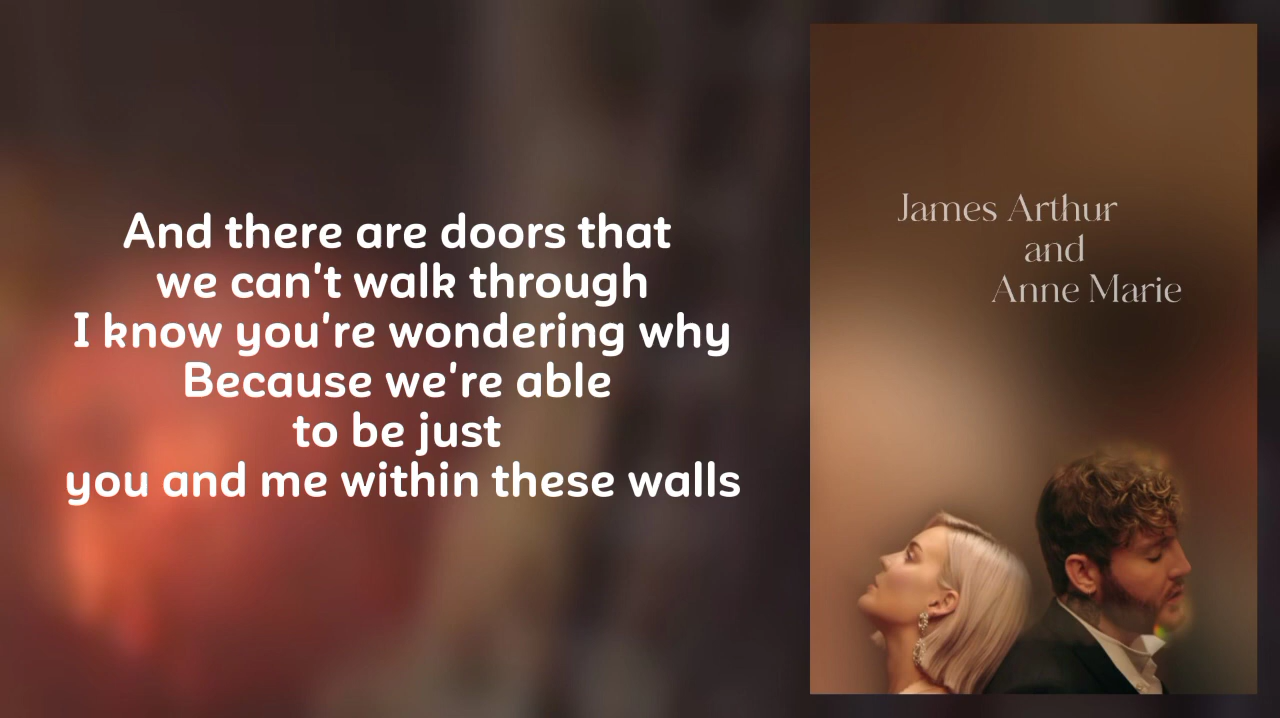 And there are doors that
we can't walk through
I know you're wondering why
Because we're able
to be just
you and me within these walls
James Arthur
and
Anne Marie